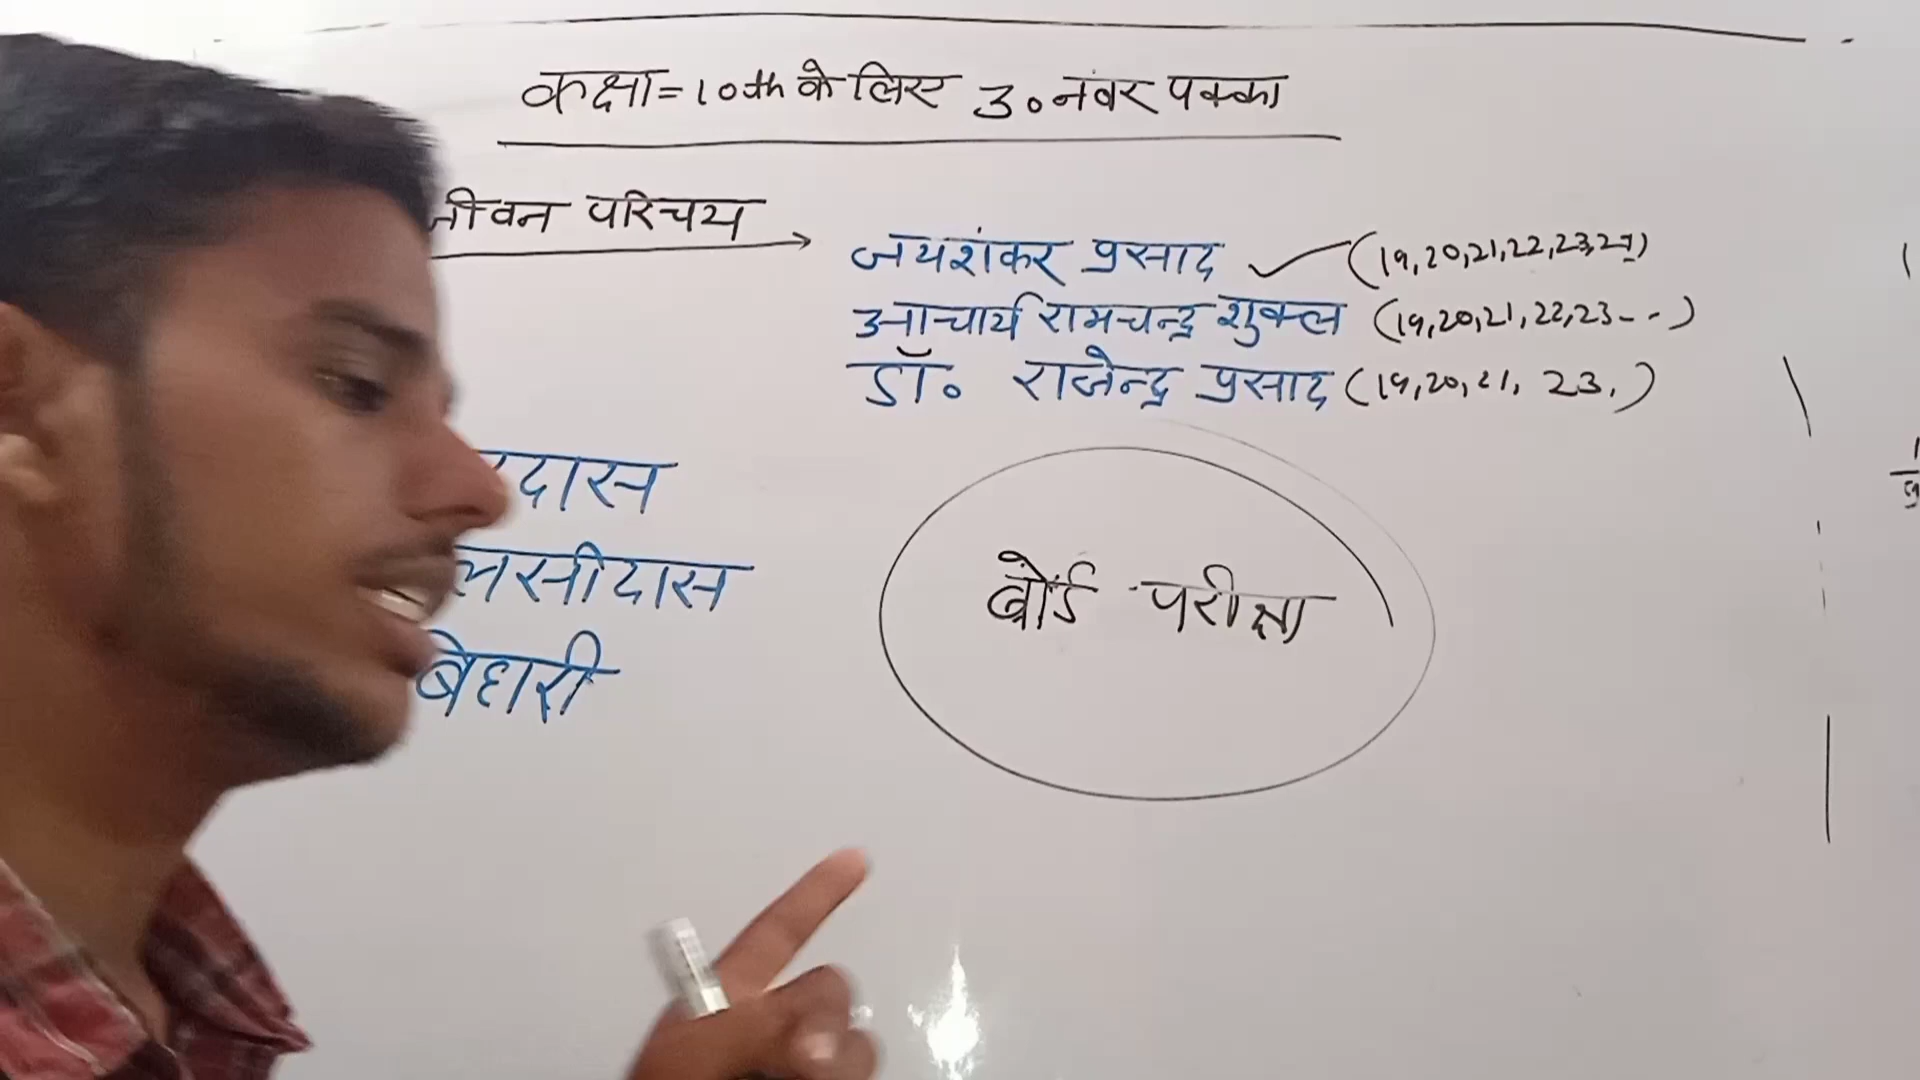 कक्षा=10th के लिए 30 नंबर पक्का
जीवन परिचय
जयशंकर प्रसाद (19,20,21,22,23,24)
आचार्य रामचन्द्र शुक्ल (19,20,21,22,23--)
डॉ० राजेन्द्र प्रसाद (19,20,21, 23,)
दास
लसीदास
बिहारी
बोर्ड परीक्षा